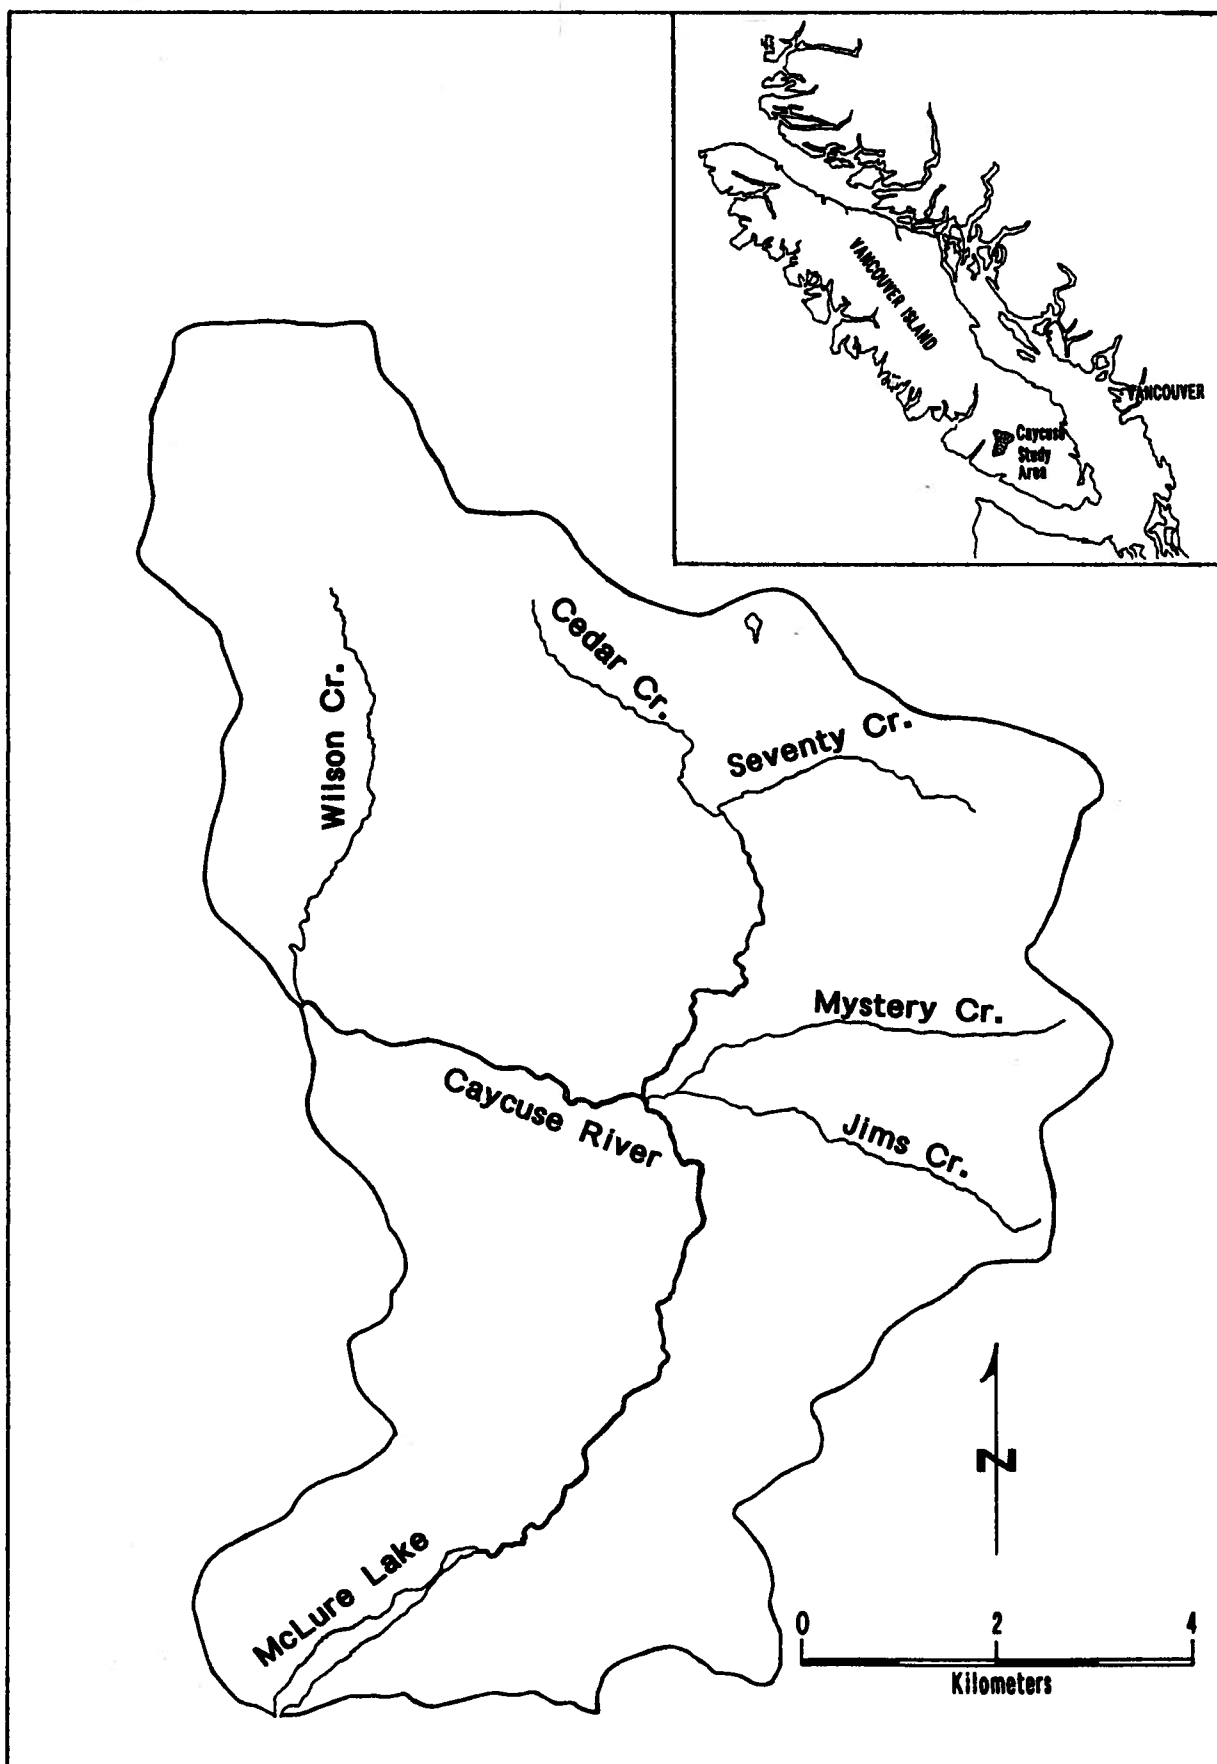 VANCOUVER ISLAND
VANCOUVER
Caycuse
Study
Area
Cedar Cr.
Wilson Cr.
Seventy Cr.
Mystery Cr.
Caycuse River
Jims Cr.
N
McLure Lake
0 2 4
Kilometers